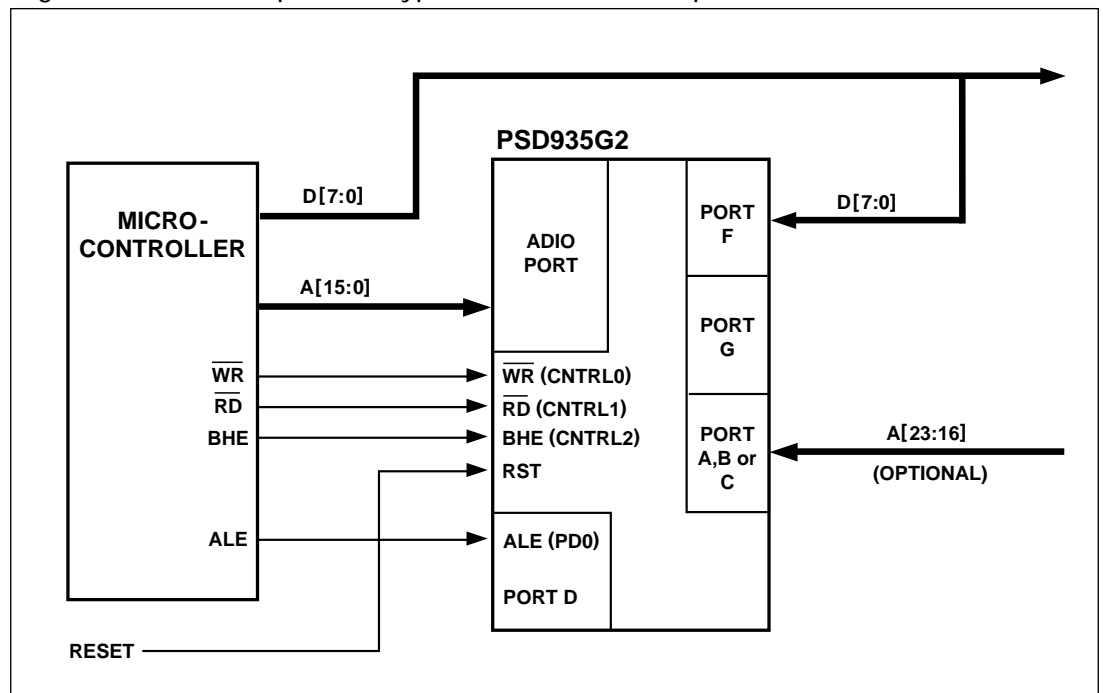 PSD935G2
MICRO-
CONTROLLER
D[7:0]
A[15:0]
WR
RD
BHE
ALE
RESET
ADIO
PORT
WR (CNTRL0)
RD (CNTRL1)
BHE (CNTRL2)
RST
ALE (PD0)
PORT D
PORT
F
PORT
G
PORT
A,B or
C
D[7:0]
A[23:16]
(OPTIONAL)